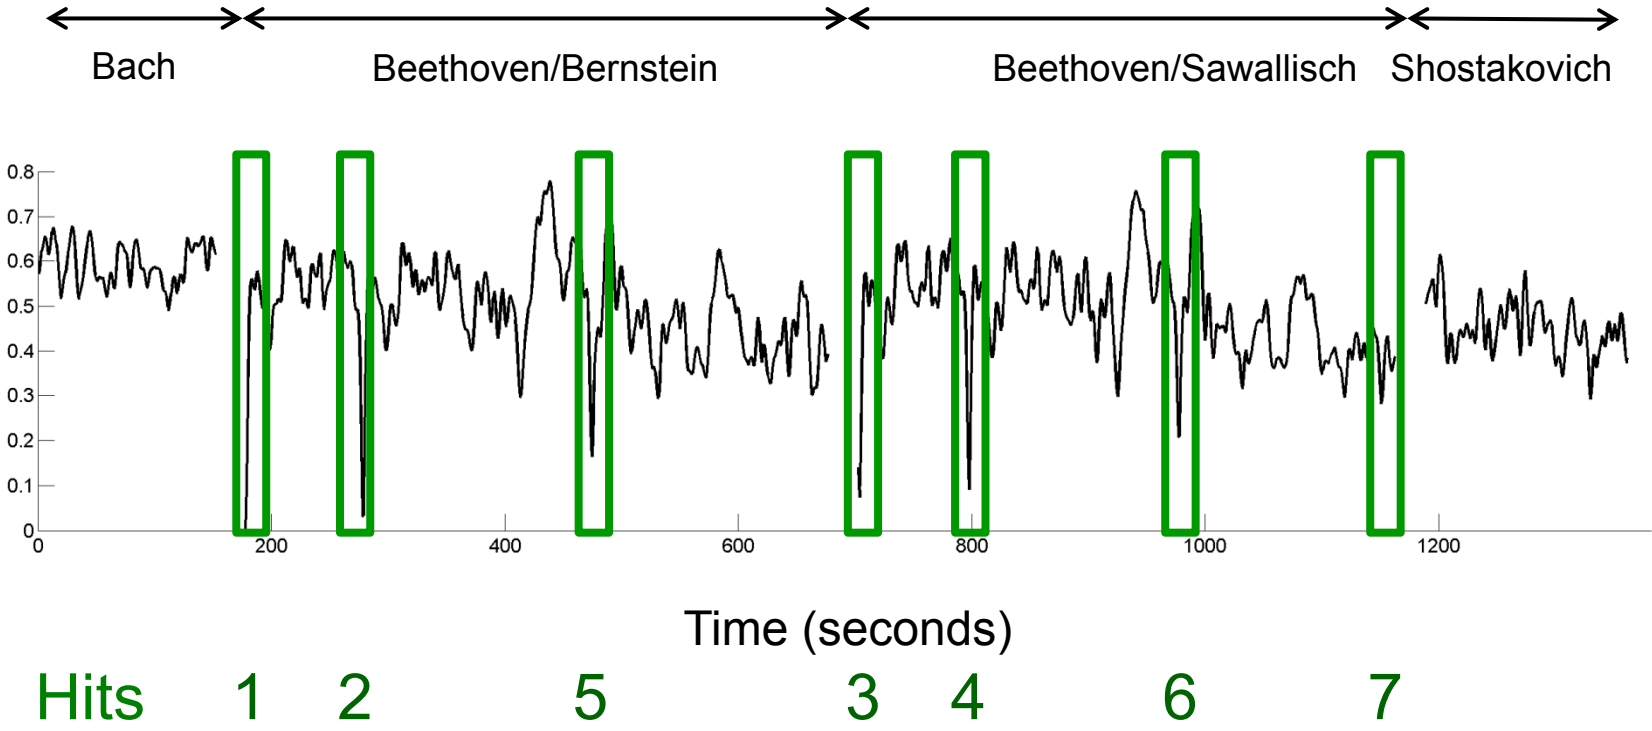 Bach Beethoven/Bernstein Beethoven/Sawallisch Shostakovich
0.8
0.7
0.6
0.5
0.4
0.3
0.2
0.1
0
0 200 400 600 800 1000 1200
Time (seconds)
Hits 1 2 5 3 4 6 7